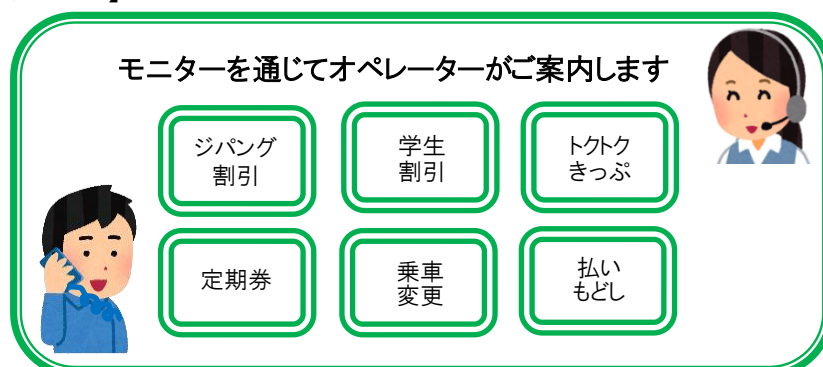 モニターを通じてオペレーターがご案内します
ジパング
割引
学生
割引
トクトク
きっぷ
定期券
乗車
変更
払い
もどし